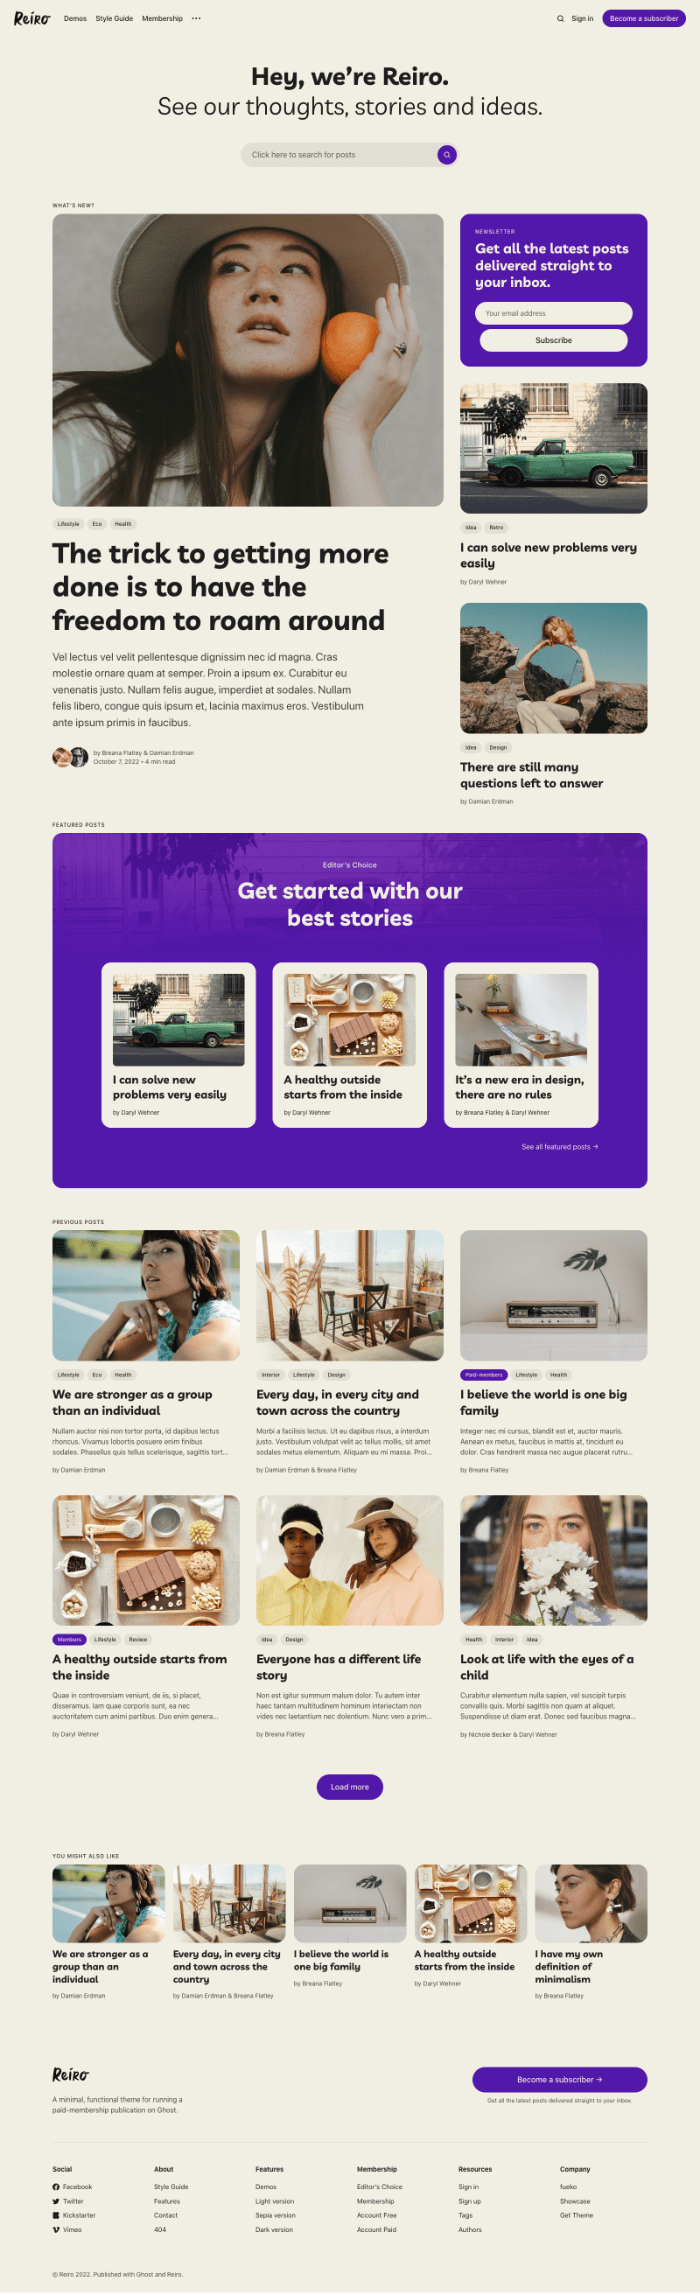 Reiro
Demos Style Guide Membership •••
Sign in Become a subscriber
Hey, we're Reiro.
See our thoughts, stories and ideas.
Click here to search for posts
WHAT'S NEW?
Lifestyle Eco Health
The trick to getting more
done is to have the
freedom to roam around
Vel lectus vel velit pellentesque dignissim nec id magna. Cras
molestie ornare quam at semper. Proin a ipsum ex. Curabitur eu
venenatis justo. Nullam felis augue, imperdiet at sodales. Nullam
felis libero, congue quis ipsum et, lacinia maximus eros. Vestibulum
ante ipsum primis in faucibus.
by Breana Flatley & Damian Erdman
October 7, 2022 • 4 min read
NEWSLETTER
Get all the latest posts
delivered straight to
your inbox.
Your email address
Subscribe
Idea Retro
I can solve new problems very
easily
by Daryl Wehner
Idea Design
There are still many
questions left to answer
by Damian Erdman
FEATURED POSTS
Editor's Choice
Get started with our
best stories
I can solve new
problems very easily
by Daryl Wehner
A healthy outside
starts from the inside
by Daryl Wehner
It's a new era in design,
there are no rules
by Breana Flatley & Daryl Wehner
See all featured posts →
PREVIOUS POSTS
Lifestyle Eco Health
We are stronger as a group
than an individual
Nullam auctor nisi non tortor porta, id dapibus lectus
rhoncus. Vivamus lobortis posuere enim finibus
sodales. Phasellus quis tellus scelerisque, sagittis tort...
by Damian Erdman
Interior Lifestyle Design
Every day, in every city and
town across the country
Morbi a facilisis lectus. Ut eu dapibus risus, a interdum
justo. Vestibulum volutpat velit ac tellus mollis, sit amet
sodales metus elementum. Aliquam eu mi massa. Proi...
by Damian Erdman & Breana Flatley
Paid-members Lifestyle Health
I believe the world is one big
family
Integer nec mi cursus, blandit est et, auctor mauris.
Aenean ex metus, faucibus in mattis at, tincidunt eu
dolor. Cras hendrerit massa nec augue placerat rutru...
by Breana Flatley
Members Lifestyle Review
A healthy outside starts from
the inside
Quae in controversiam veniunt, de iis, si placet,
disseramus. Iam quae corporis sunt, ea nec
auctoritatem cum animi partibus. Duo enim genera...
by Daryl Wehner
Idea Design
Everyone has a different life
story
Non est igitur summum malum dolor. Tu autem inter
haec tantam multitudinem hominum interiectam non
vides nec laetantium nec dolentium. Nunc vero a prim...
by Breana Flatley
Health Interior Idea
Look at life with the eyes of a
child
Curabitur elementum nulla sapien, vel suscipit turpis
convallis quis. Morbi sagittis non quam at aliquet.
Suspendisse ut diam erat. Donec sed faucibus magna...
by Nichole Becker & Daryl Wehner
Load more
YOU MIGHT ALSO LIKE
We are stronger as a
group than an
individual
by Damian Erdman
Every day, in every city
and town across the
country
by Damian Erdman & Breana Flatley
I believe the world is
one big family
by Breana Flatley
A healthy outside
starts from the inside
by Daryl Wehner
I have my own
definition of
minimalism
by Breana Flatley
Reiro
A minimal, functional theme for running a
paid-membership publication on Ghost.
Become a subscriber →
Get all the latest posts delivered straight to your inbox.
Social
Facebook
Twitter
Kickstarter
Vimeo
About
Style Guide
Features
Contact
404
Features
Demos
Light version
Sepia version
Dark version
Membership
Editor's Choice
Membership
Account Free
Account Paid
Resources
Sign in
Sign up
Tags
Authors
Company
fueko
Showcase
Get Theme
© Reiro 2022. Published with Ghost and Reiro.